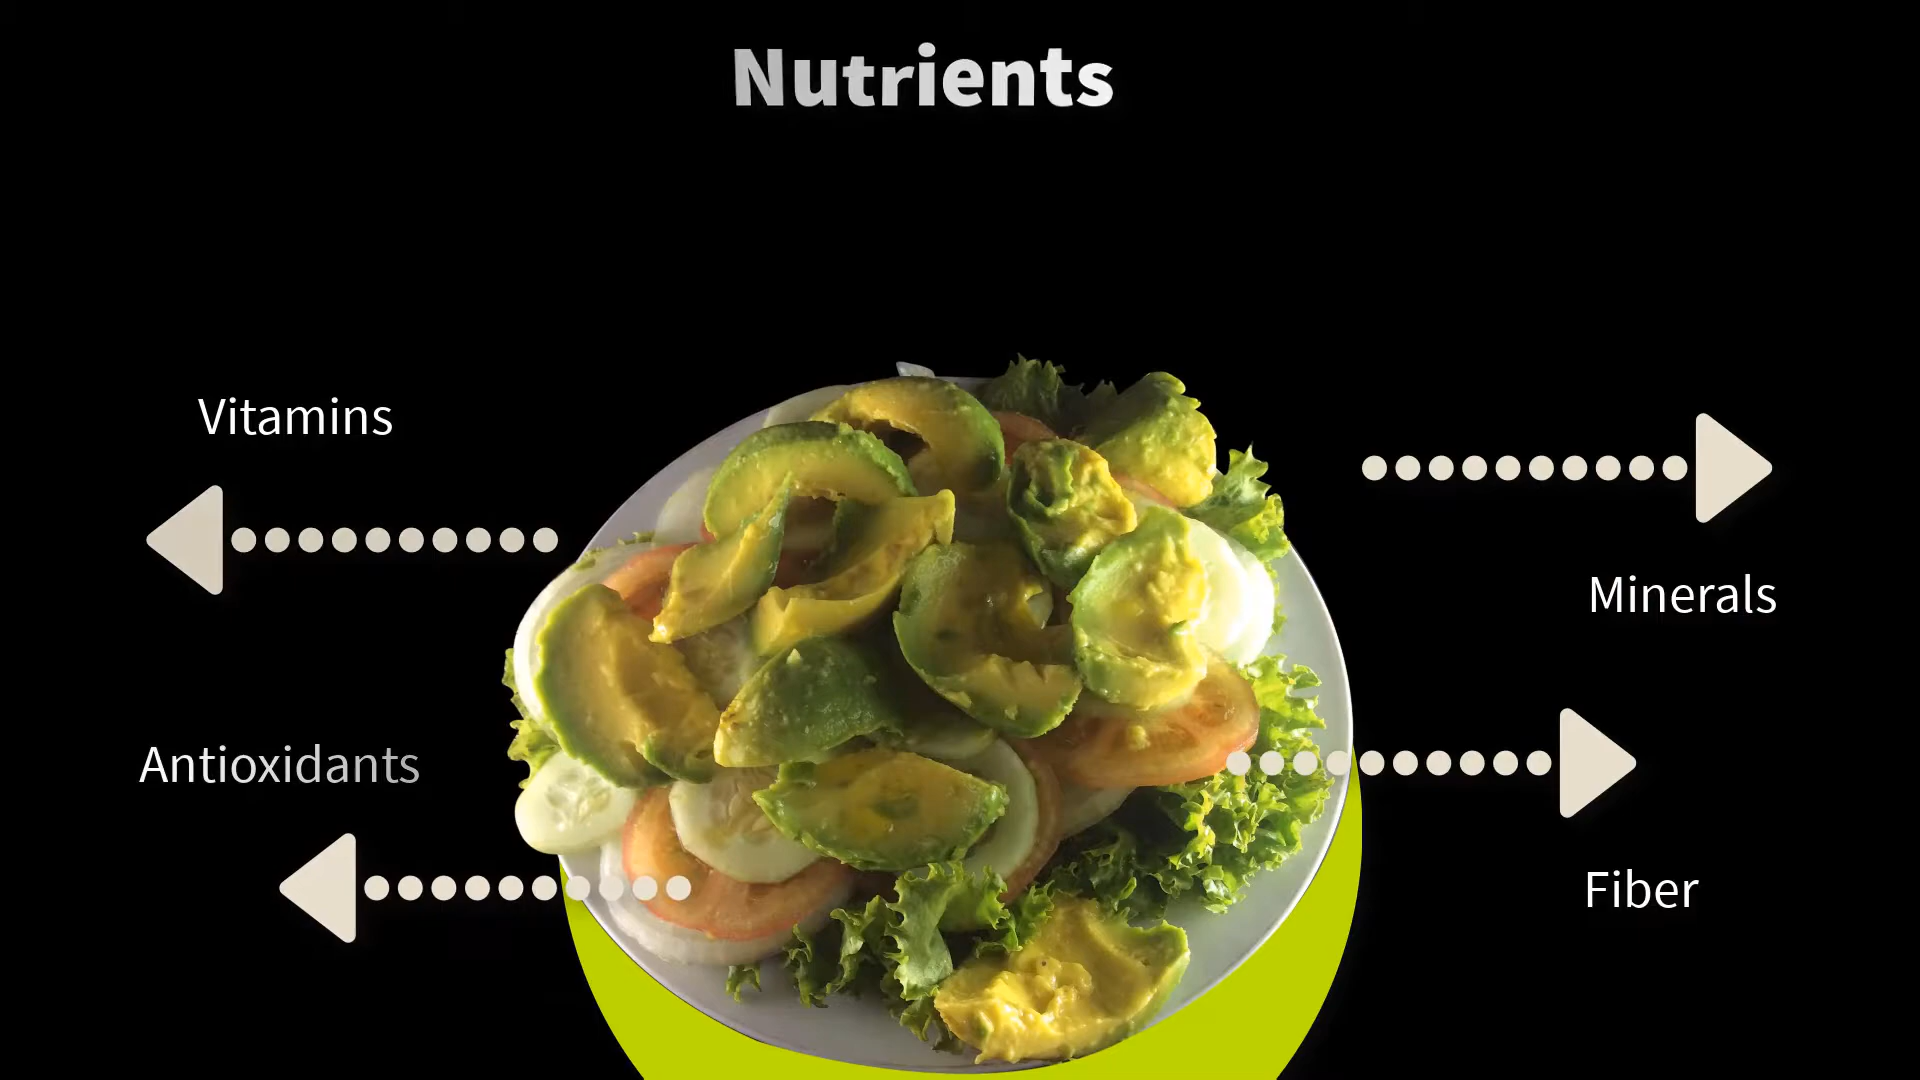 Nutrients
Vitamins
Minerals
Antioxidants
Fiber